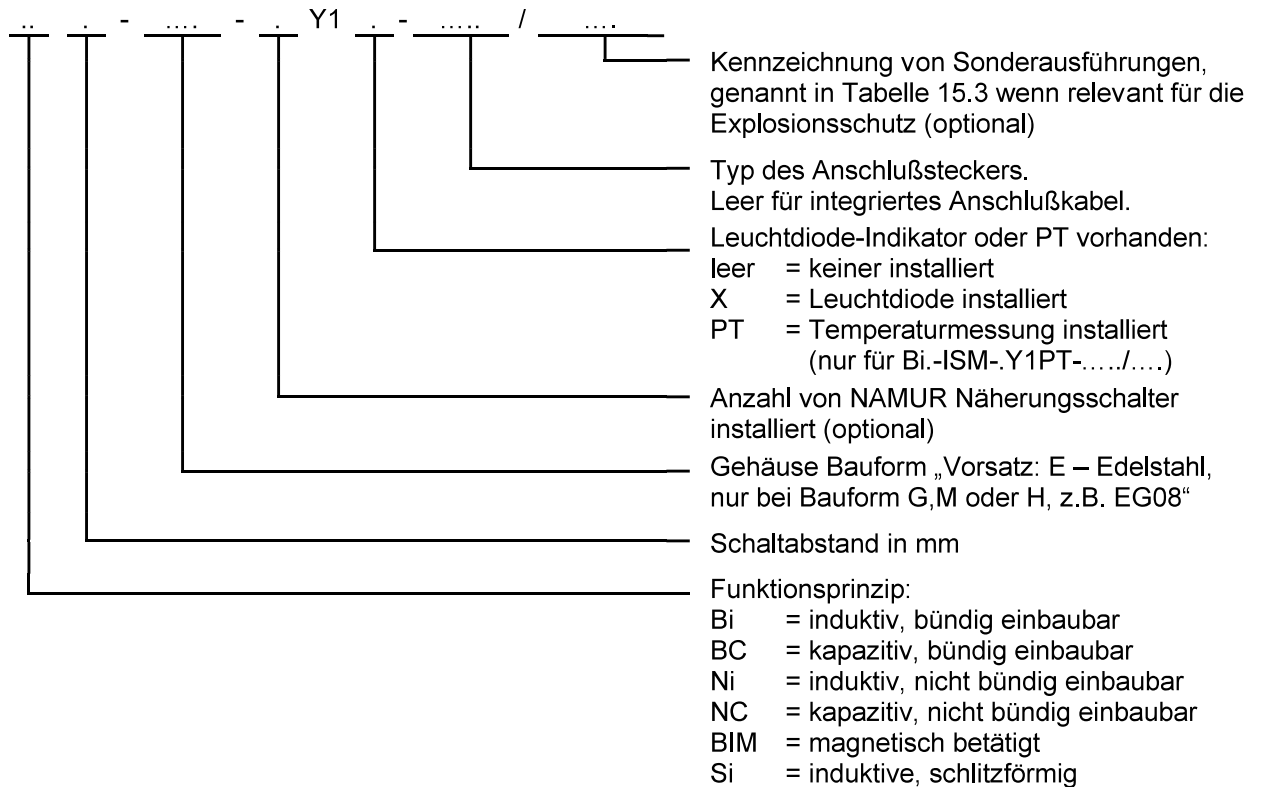 .. . - .... - . Y1 . - ..... / ....
Kennzeichnung von Sonderausführungen,
genannt in Tabelle 15.3 wenn relevant für die
Explosionsschutz (optional)
Typ des Anschlußsteckers.
Leer für integriertes Anschlußkabel.
Leuchtdiode-Indikator oder PT vorhanden:
leer = keiner installiert
X = Leuchtdiode installiert
PT = Temperaturmessung installiert
(nur für Bi.-ISM-.Y1PT-...../....)
Anzahl von NAMUR Näherungsschalter
installiert (optional)
Gehäuse Bauform „Vorsatz: E – Edelstahl,
nur bei Bauform G,M oder H, z.B. EG08“
Schaltabstand in mm
Funktionsprinzip:
Bi = induktiv, bündig einbaubar
BC = kapazitiv, bündig einbaubar
Ni = induktiv, nicht bündig einbaubar
NC = kapazitiv, nicht bündig einbaubar
BIM = magnetisch betätigt
Si = induktive, schlitzförmig